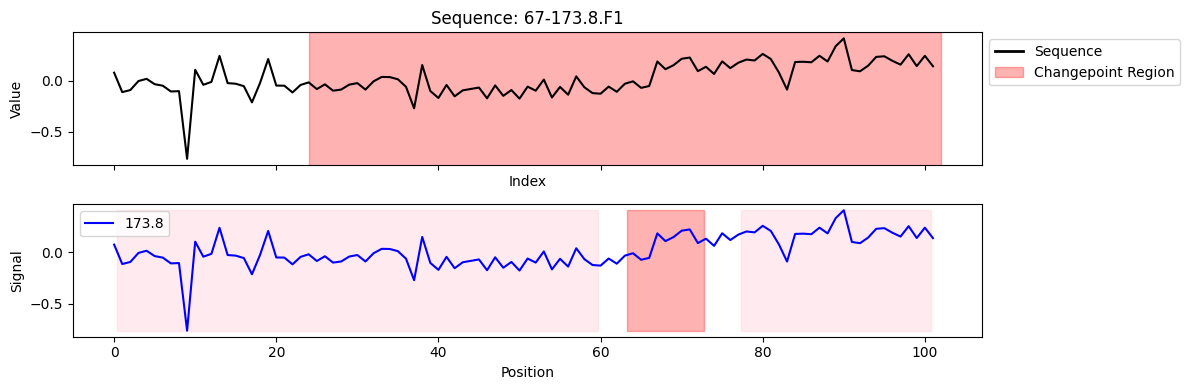 Sequence: 67-173.8.F1
Value
0.0
−0.5
Index
Sequence
Changepoint Region
Signal
0.0
−0.5
173.8
0 20 40 60 80 100
Position